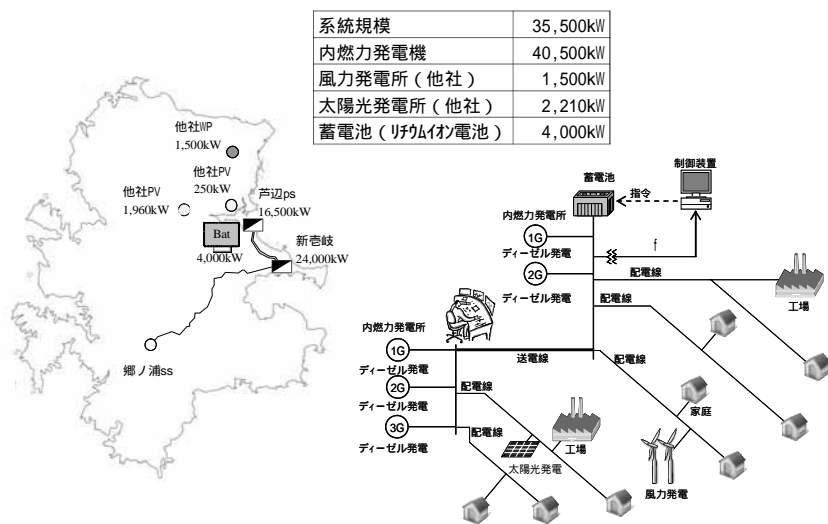 系統規模 35,500kW
内燃力発電機 40,500kW
風力発電所(他社) 1,500kW
太陽光発電所(他社) 2,210kW
蓄電池(リチウムイオン電池) 4,000kW
他社WP
1,500kW
他社PV
250kW
他社PV
1,960kW
芦辺ps
16,500kW
Bat
4,000kW
新壱岐
24,000kW
郷ノ浦ss
蓄電池
指令
制御装置
内燃力発電所
1G
ディーゼル発電
f
2G
配電線
ディーゼル発電
配電線
工場
内燃力発電所
1G
送電線
配電線
ディーゼル発電
2G
配電線
家庭
ディーゼル発電
3G
配電線
工場
ディーゼル発電
太陽光発電
風力発電